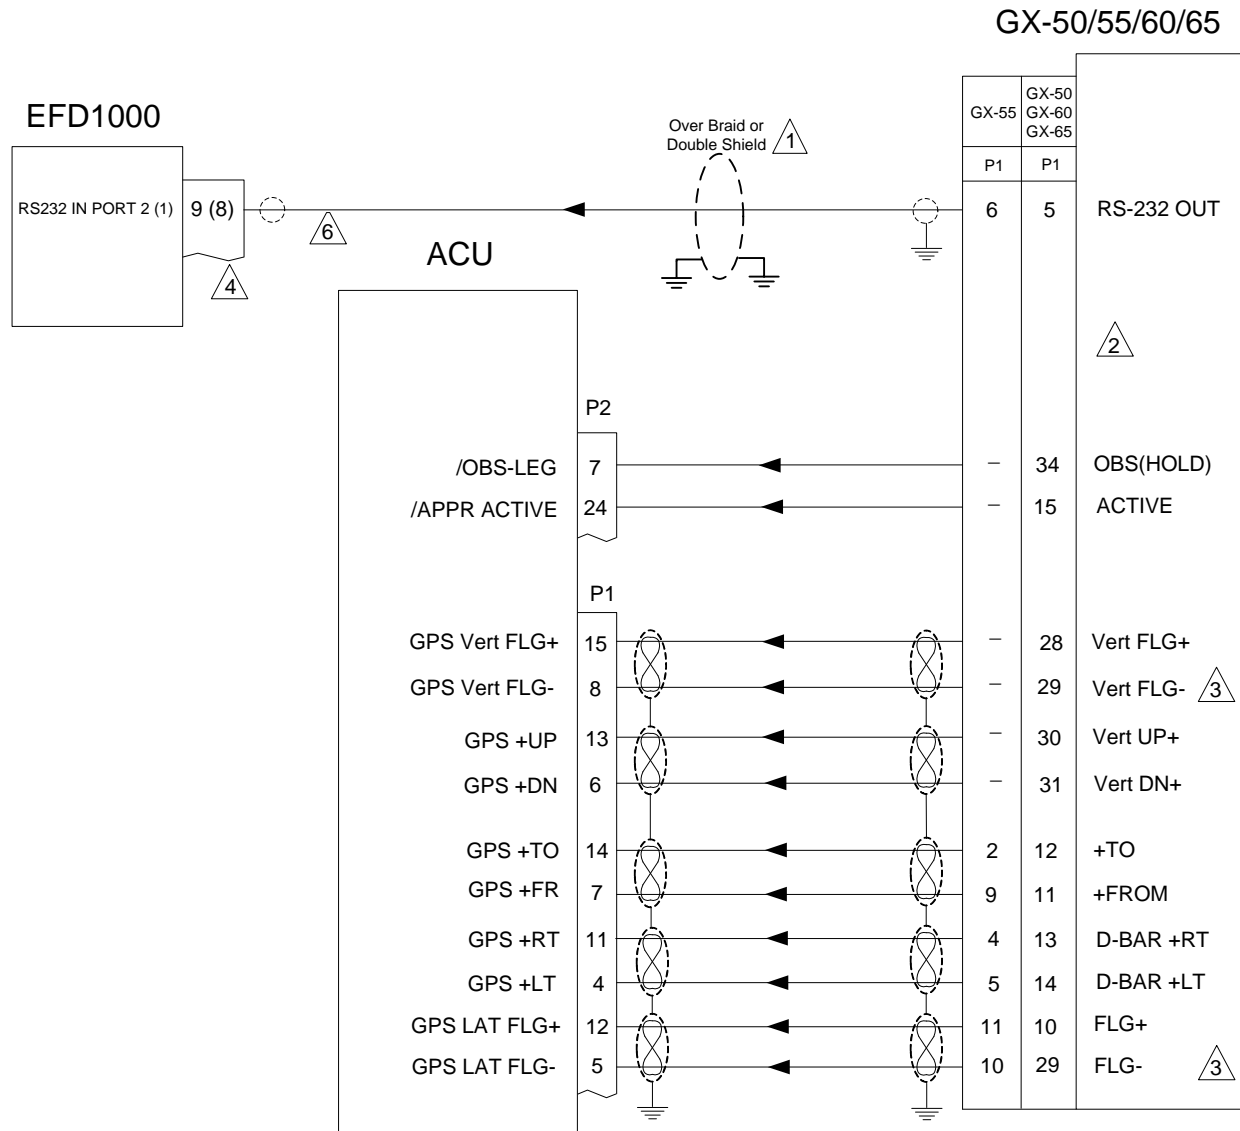 GX-50/55/60/65
EFD1000
GX-55
GX-50
GX-60
GX-65
P1 P1
Over Braid or
Double Shield 1
RS232 IN PORT 2 (1) 9 (8) 6 5 RS-232 OUT
6
4
ACU
2
P2
/OBS-LEG 7 – 34 OBS(HOLD)
/APPR ACTIVE 24 – 15 ACTIVE
P1
GPS Vert FLG+ 15 – 28 Vert FLG+
GPS Vert FLG- 8 – 29 Vert FLG- 3
GPS +UP 13 – 30 Vert UP+
GPS +DN 6 – 31 Vert DN+
GPS +TO 14 2 12 +TO
GPS +FR 7 9 11 +FROM
GPS +RT 11 4 13 D-BAR +RT
GPS +LT 4 5 14 D-BAR +LT
GPS LAT FLG+ 12 11 10 FLG+
GPS LAT FLG- 5 10 29 FLG- 3